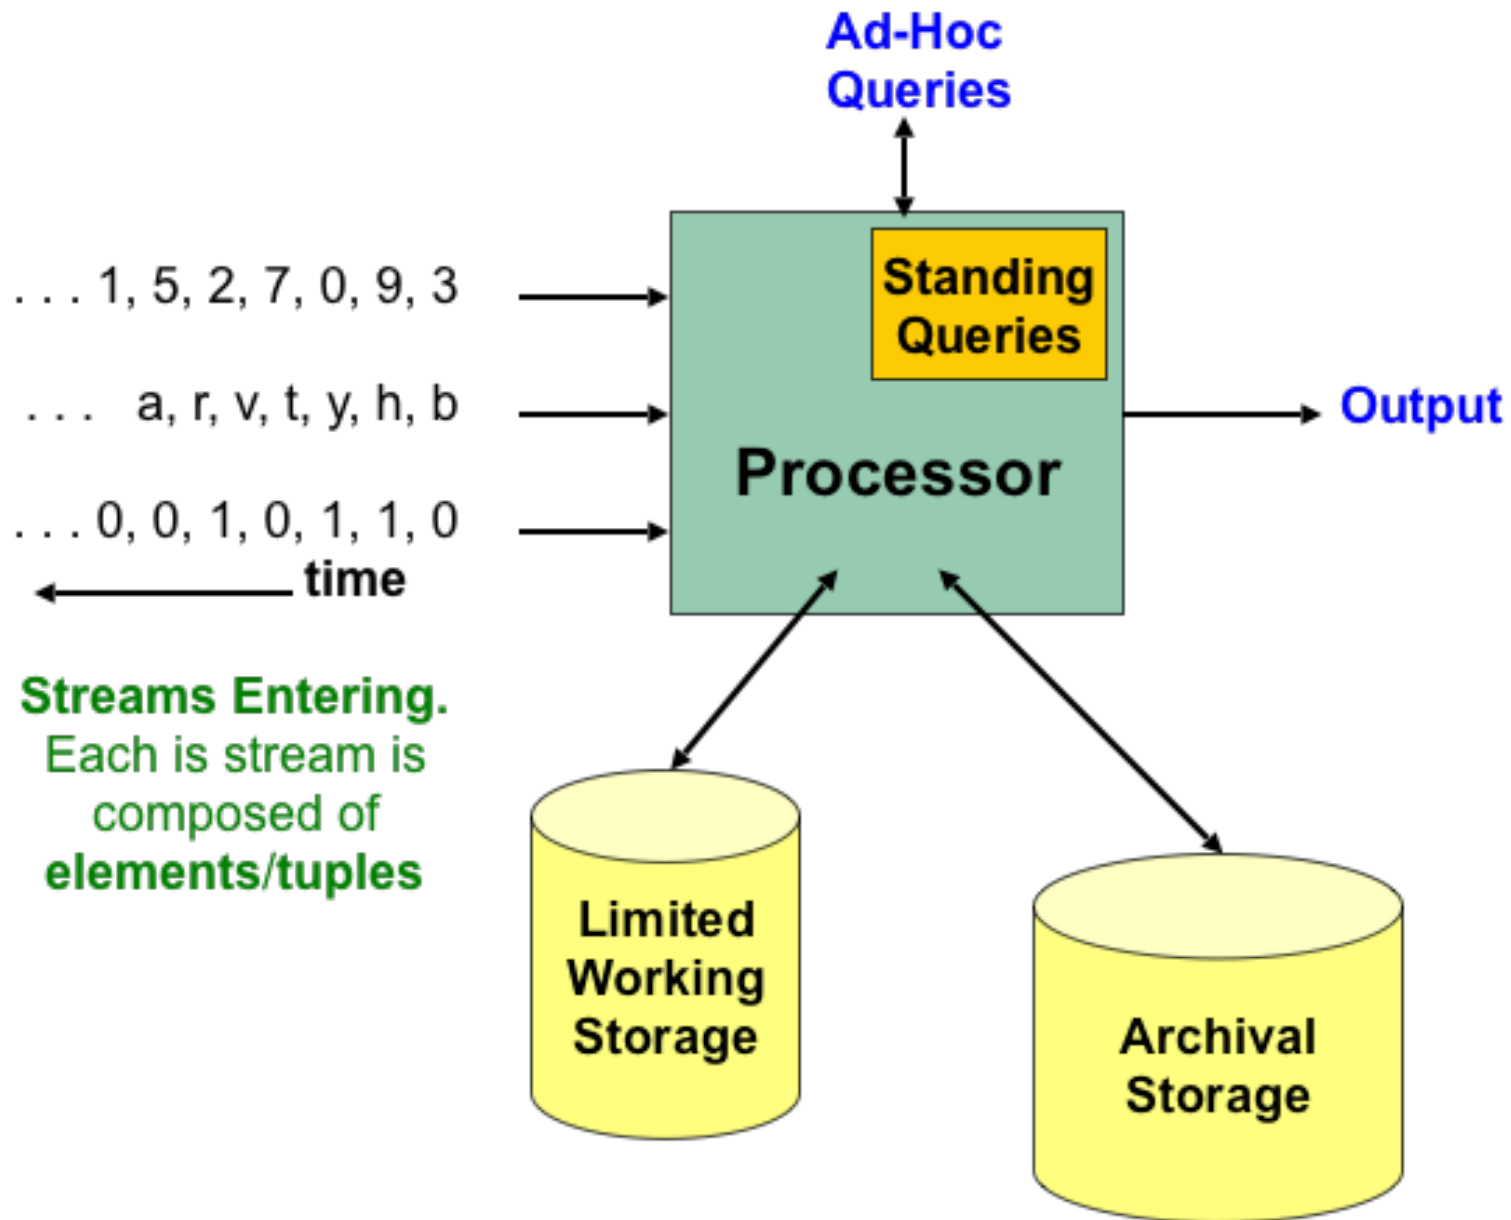 Ad-Hoc
Queries
. . . 1, 5, 2, 7, 0, 9, 3
Standing
Queries
. . . a, r, v, t, y, h, b
Output
Processor
. . . 0, 0, 1, 0, 1, 1, 0
time
Streams Entering.
Each is stream is
composed of
elements/tuples
Limited
Working
Storage
Archival
Storage